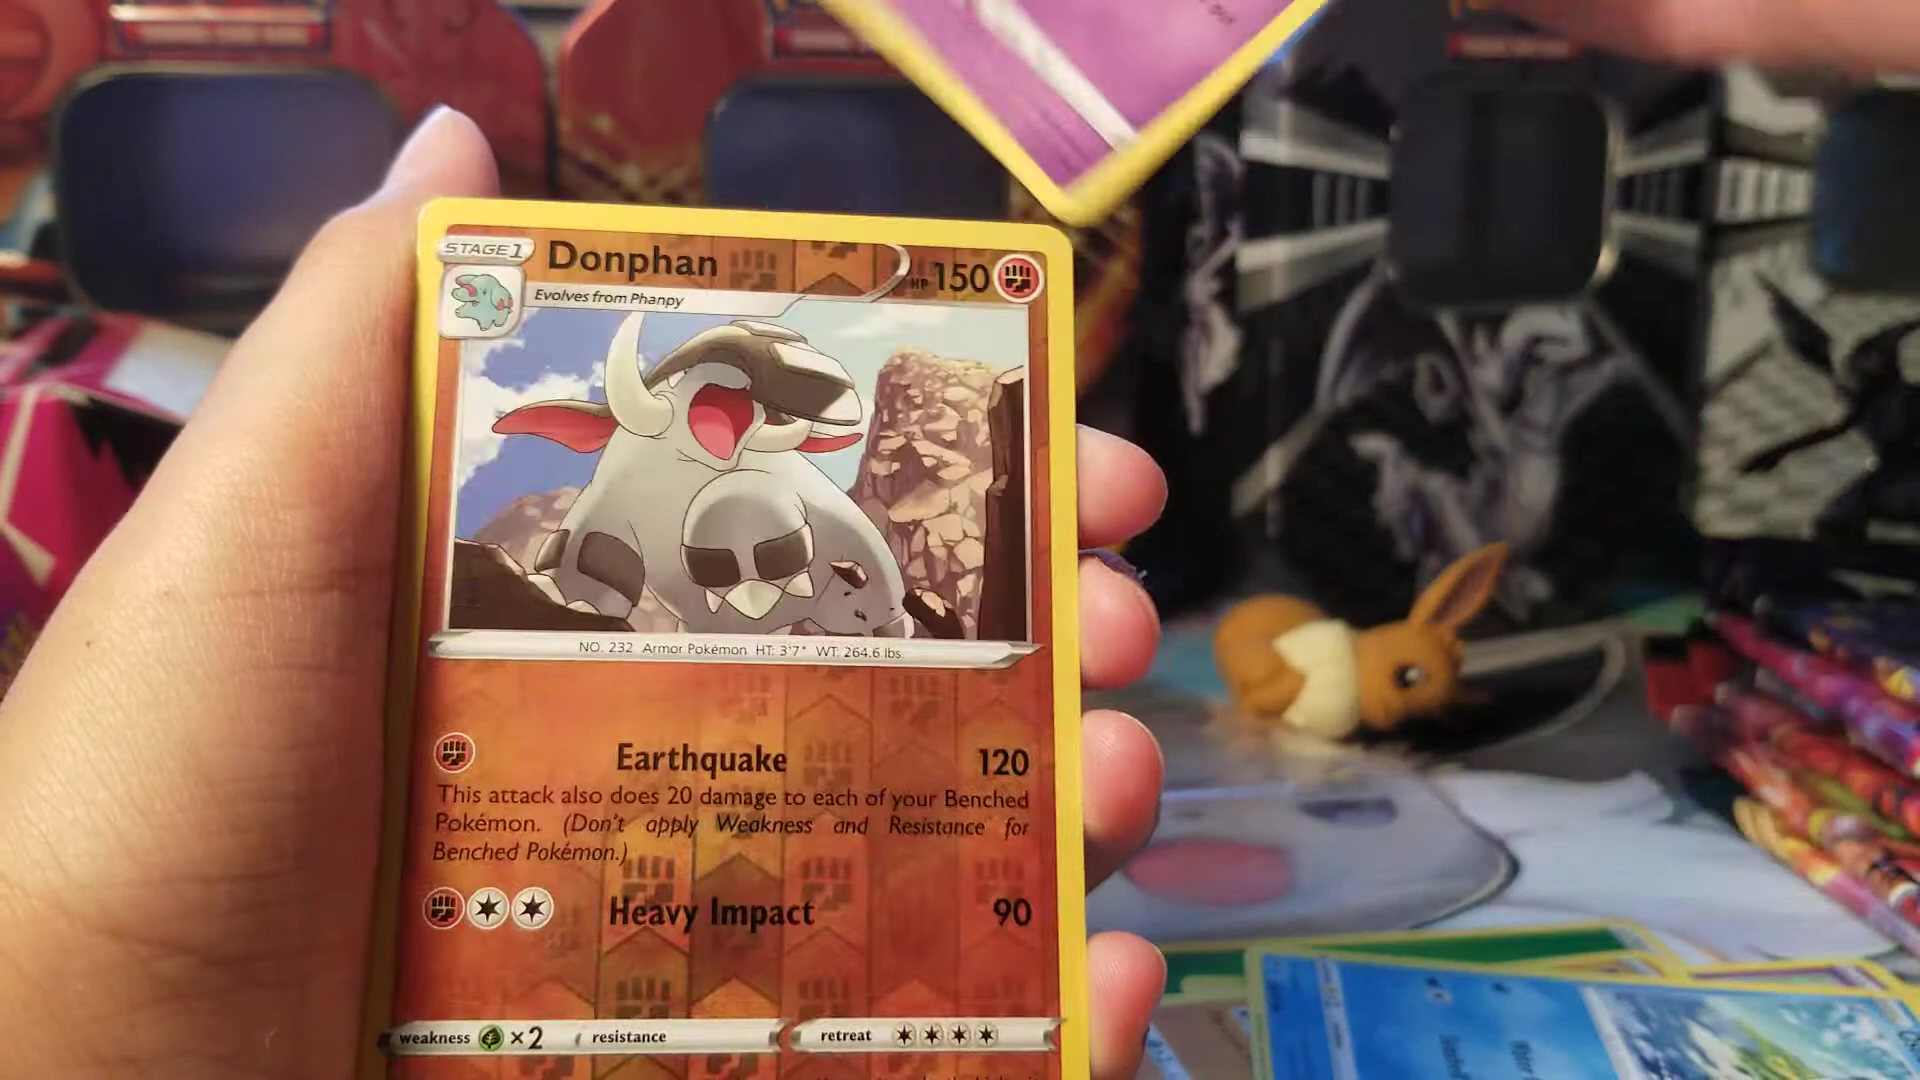 STAGE 1
Donphan
HP 150
Evolves from Phanpy
NO. 232 Armor Pokémon HT: 3'7" WT: 264.6 lbs.
Earthquake 120
This attack also does 20 damage to each of your Benched
Pokémon. (Don't apply Weakness and Resistance for
Benched Pokémon.)
Heavy Impact 90
weakness ×2 resistance retreat